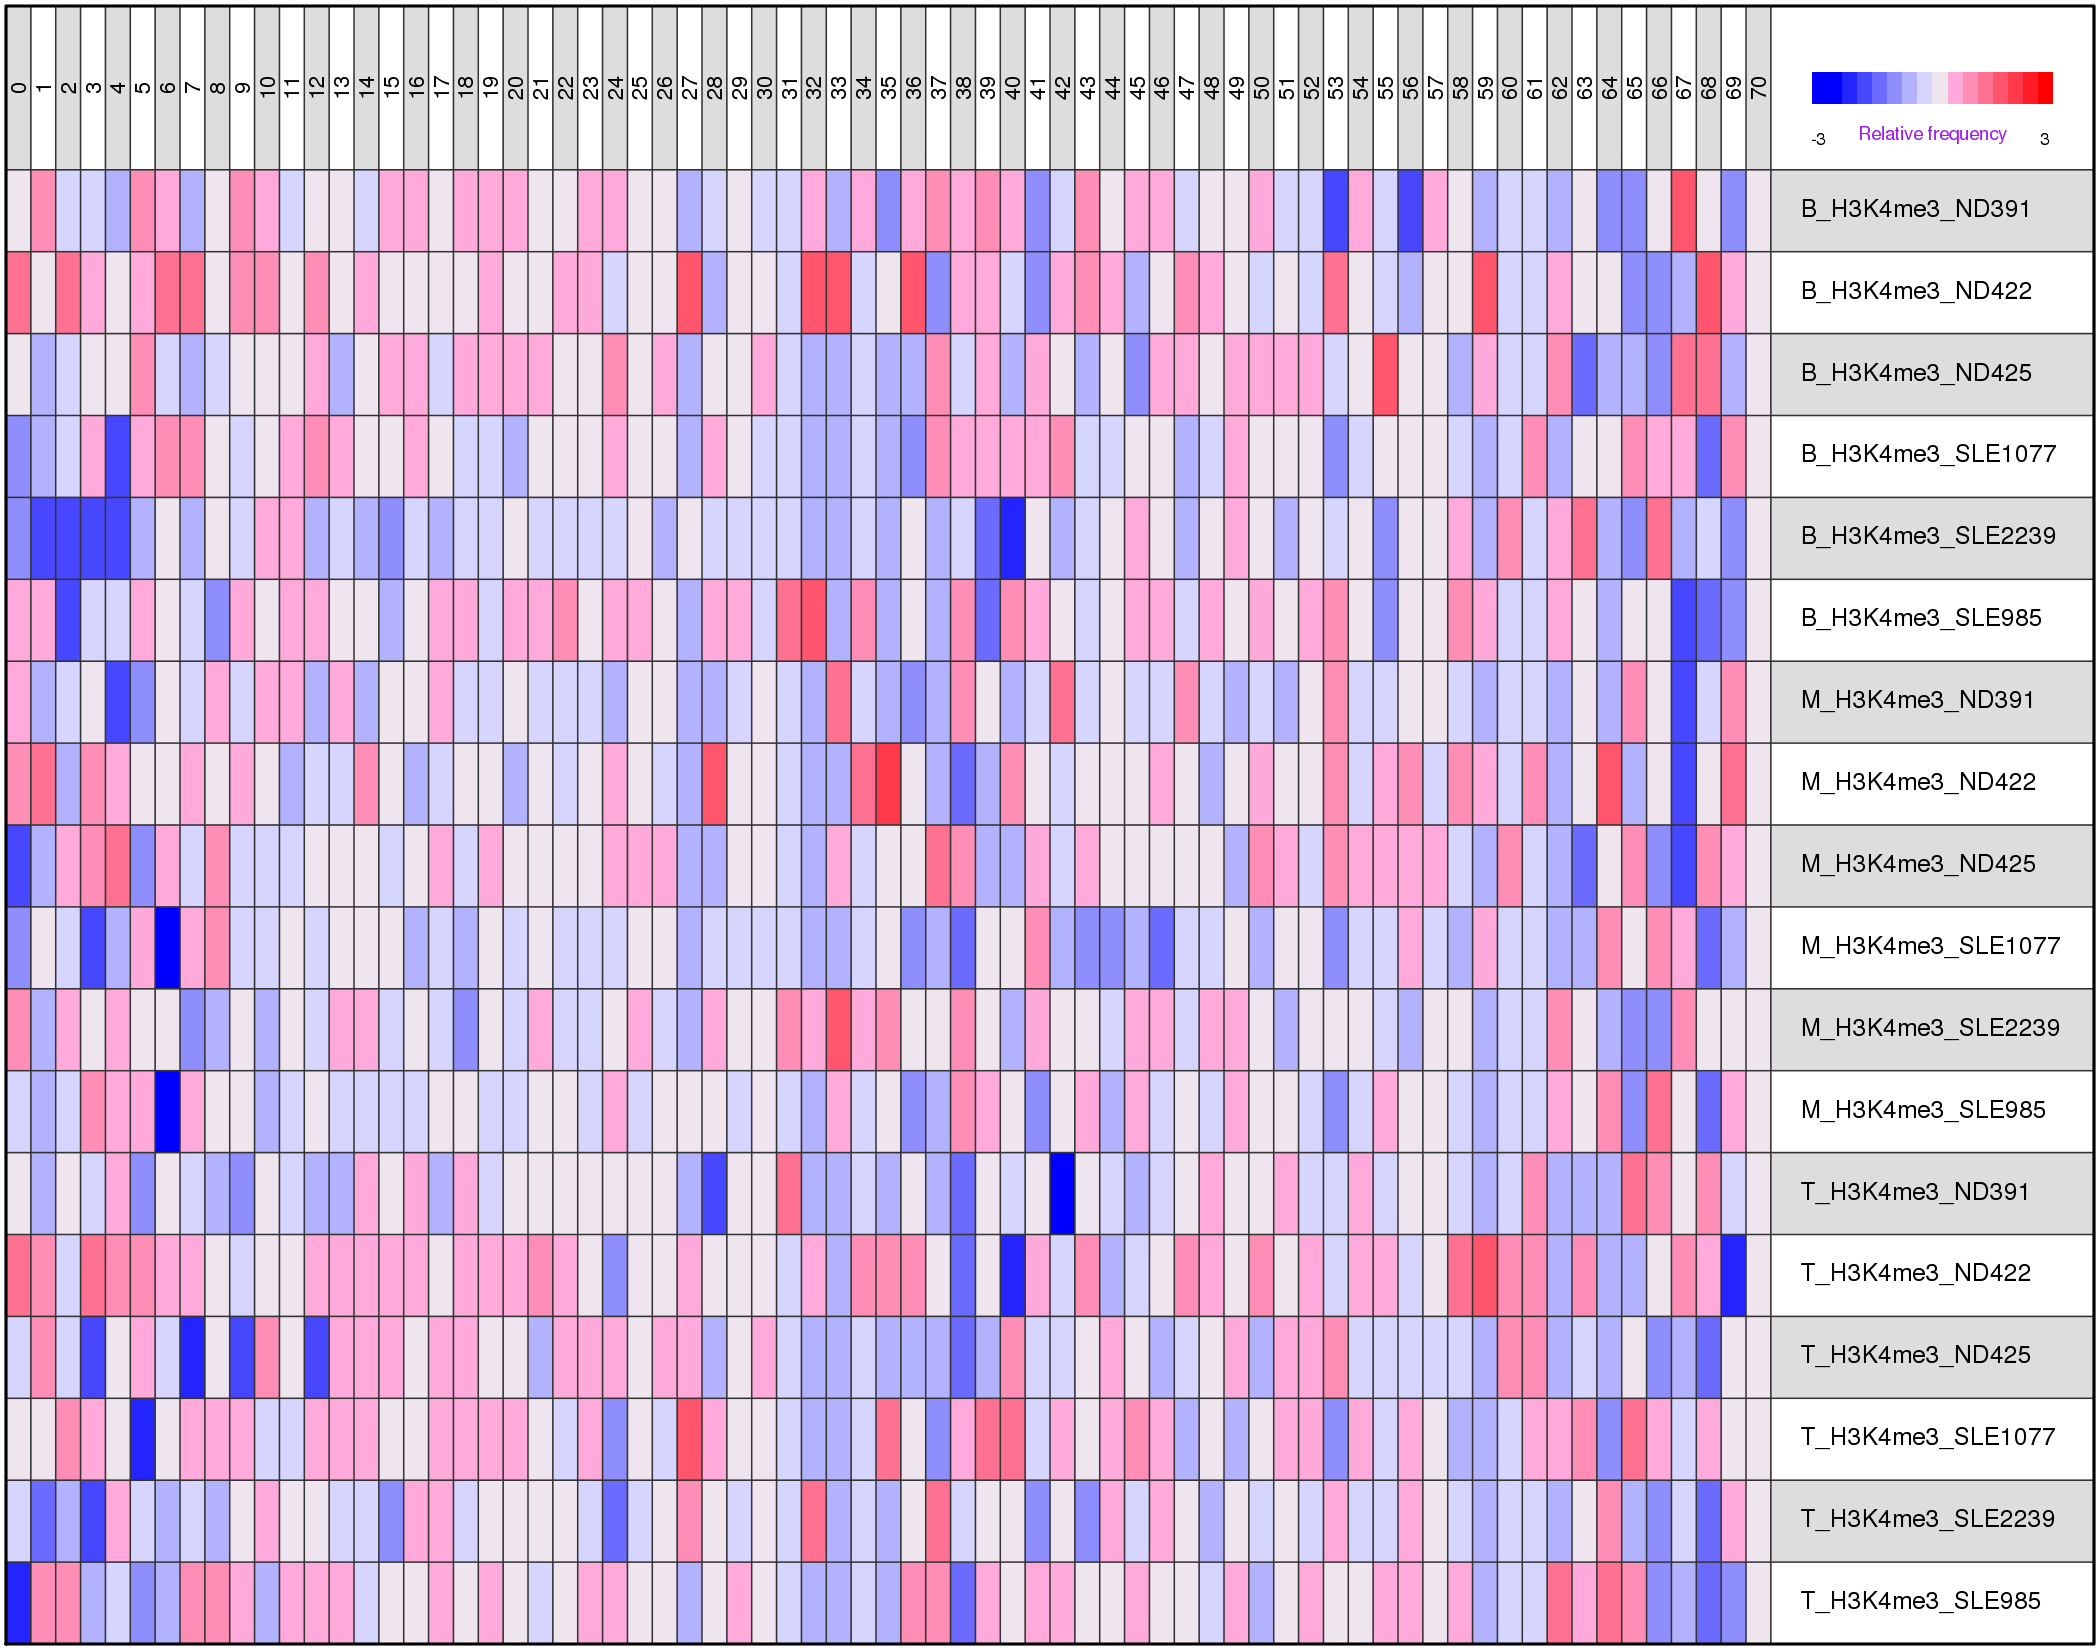 0 1 2 3 4 5 6 7 8 9 10 11 12 13 14 15 16 17 18 19 20 21 22 23 24 25 26 27 28 29 30 31 32 33 34 35 36 37 38 39 40 41 42 43 44 45 46 47 48 49 50 51 52 53 54 55 56 57 58 59 60 61 62 63 64 65 66 67 68 69 70
-3 Relative frequency 3
B_H3K4me3_ND391
B_H3K4me3_ND422
B_H3K4me3_ND425
B_H3K4me3_SLE1077
B_H3K4me3_SLE2239
B_H3K4me3_SLE985
M_H3K4me3_ND391
M_H3K4me3_ND422
M_H3K4me3_ND425
M_H3K4me3_SLE1077
M_H3K4me3_SLE2239
M_H3K4me3_SLE985
T_H3K4me3_ND391
T_H3K4me3_ND422
T_H3K4me3_ND425
T_H3K4me3_SLE1077
T_H3K4me3_SLE2239
T_H3K4me3_SLE985